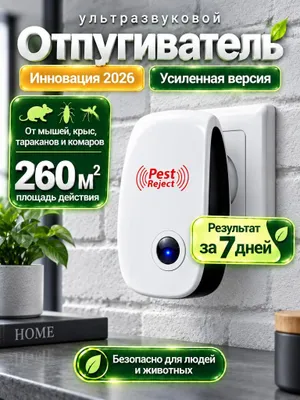 ультразвуковой
Отпугиватель
Инновация 2026
Усиленная версия
От мышей, крыс,
тараканов и комаров
260 м²
площадь действия
Pest
Reject
Результат
за 7 дней
HOME
Безопасно для людей
и животных